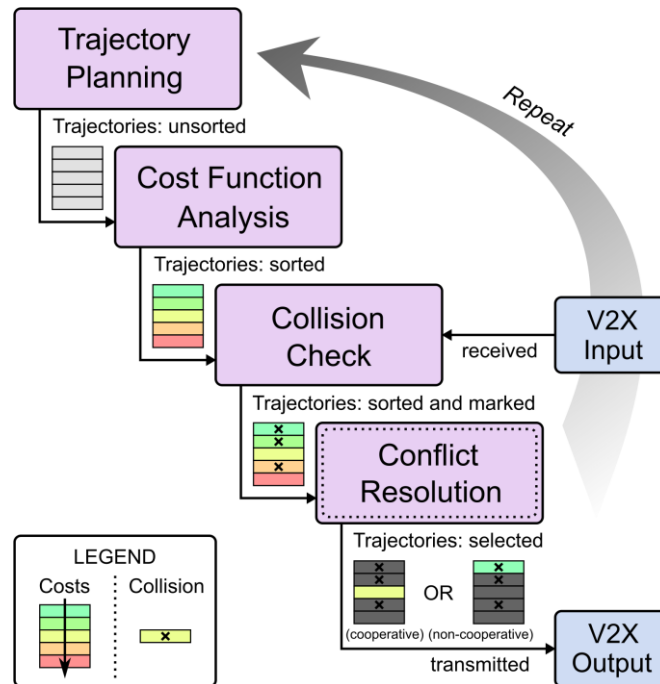 Trajectory
Planning
Repeat
Trajectories: unsorted
Cost Function
Analysis
Trajectories: sorted
Collision
Check
received
V2X
Input
Trajectories: sorted and marked
Conflict
Resolution
Trajectories: selected
OR
(cooperative) (non-cooperative)
transmitted
V2X
Output
LEGEND
Costs
Collision